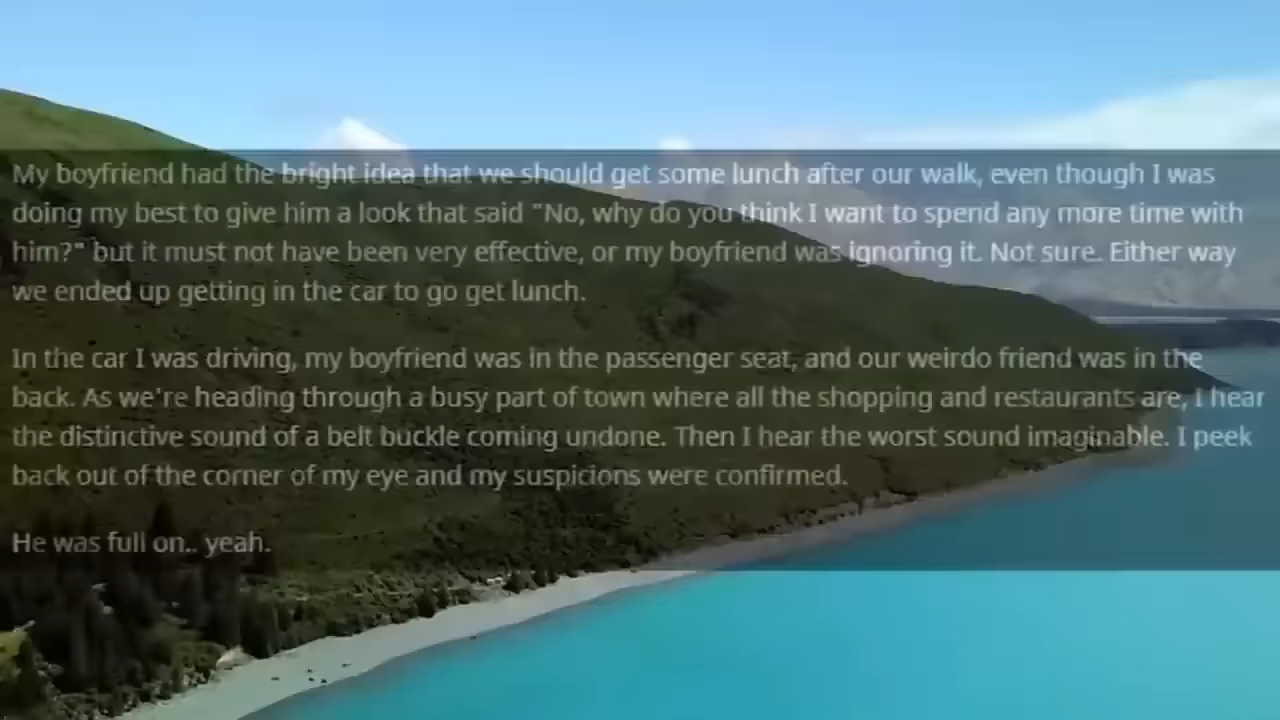 My boyfriend had the bright idea that we should get some lunch after our walk, even though I was
doing my best to give him a look that said "No, why do you think I want to spend any more time with
him?" but it must not have been very effective, or my boyfriend was ignoring it. Not sure. Either way
we ended up getting in the car to go get lunch.
In the car I was driving, my boyfriend was in the passenger seat, and our weirdo friend was in the
back. As we're heading through a busy part of town where all the shopping and restaurants are, I hear
the distinctive sound of a belt buckle coming undone. Then I hear the worst sound imaginable. I peek
back out of the corner of my eye and my suspicions were confirmed.
He was full on.. yeah.